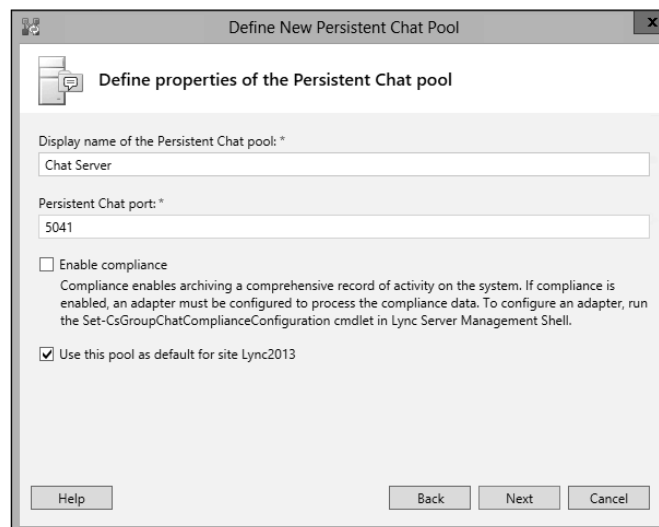 Define New Persistent Chat Pool
x
Define properties of the Persistent Chat pool
Display name of the Persistent Chat pool: *
Chat Server
Persistent Chat port: *
5041
Enable compliance
Compliance enables archiving a comprehensive record of activity on the system. If compliance is
enabled, an adapter must be configured to process the compliance data. To configure an adapter, run
the Set-CsGroupChatComplianceConfiguration cmdlet in Lync Server Management Shell.
Use this pool as default for site Lync2013
Help
Back
Next
Cancel